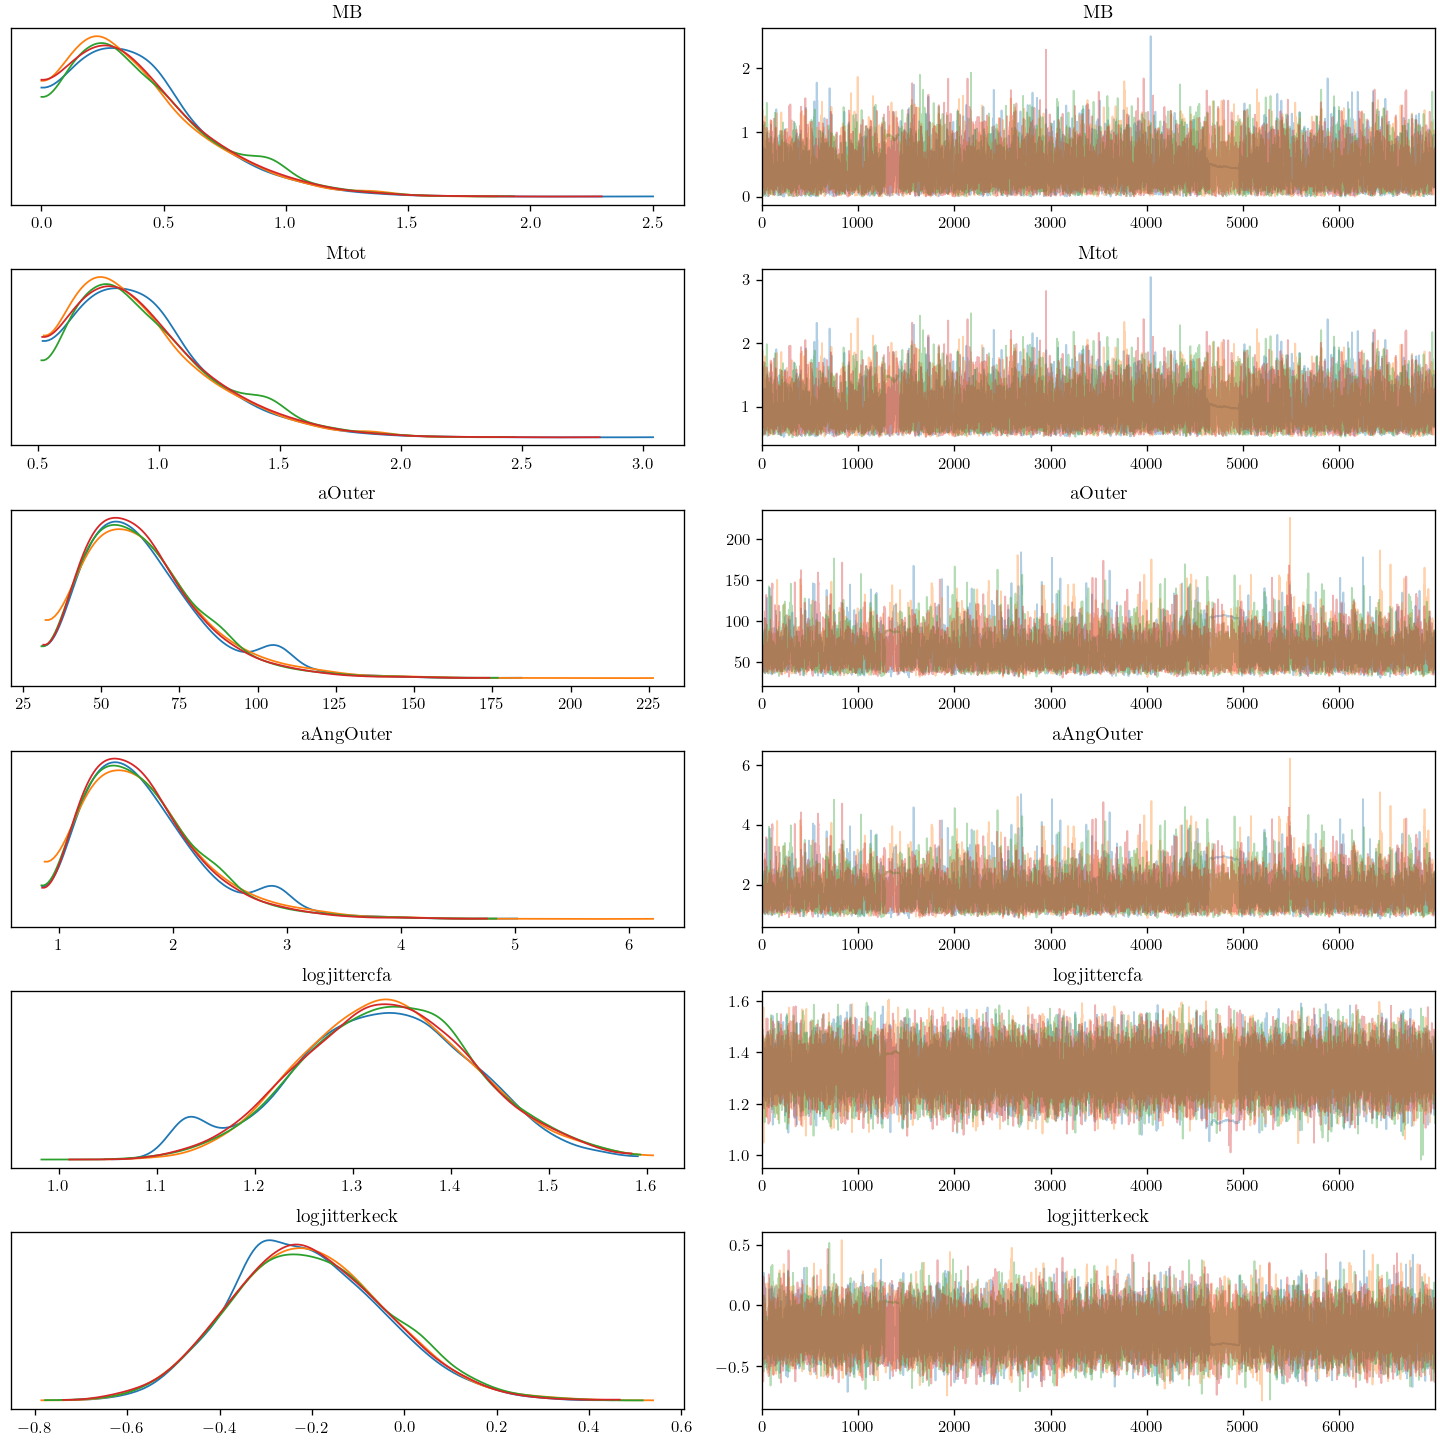 MB MB
2
1
0
0.0 0.5 1.0 1.5 2.0 2.5 0 1000 2000 3000 4000 5000 6000
Mtot Mtot
3
2
1
0.5 1.0 1.5 2.0 2.5 3.0 0 1000 2000 3000 4000 5000 6000
aOuter aOuter
200
150
100
50
25 50 75 100 125 150 175 200 225 0 1000 2000 3000 4000 5000 6000
aAngOuter aAngOuter
6
4
2
1 2 3 4 5 6 0 1000 2000 3000 4000 5000 6000
logjittercfa logjittercfa
1.6
1.4
1.2
1.0
1.0 1.1 1.2 1.3 1.4 1.5 1.6 0 1000 2000 3000 4000 5000 6000
logjitterkeck logjitterkeck
0.5
0.0
−0.5
−0.8 −0.6 −0.4 −0.2 0.0 0.2 0.4 0.6 0 1000 2000 3000 4000 5000 6000